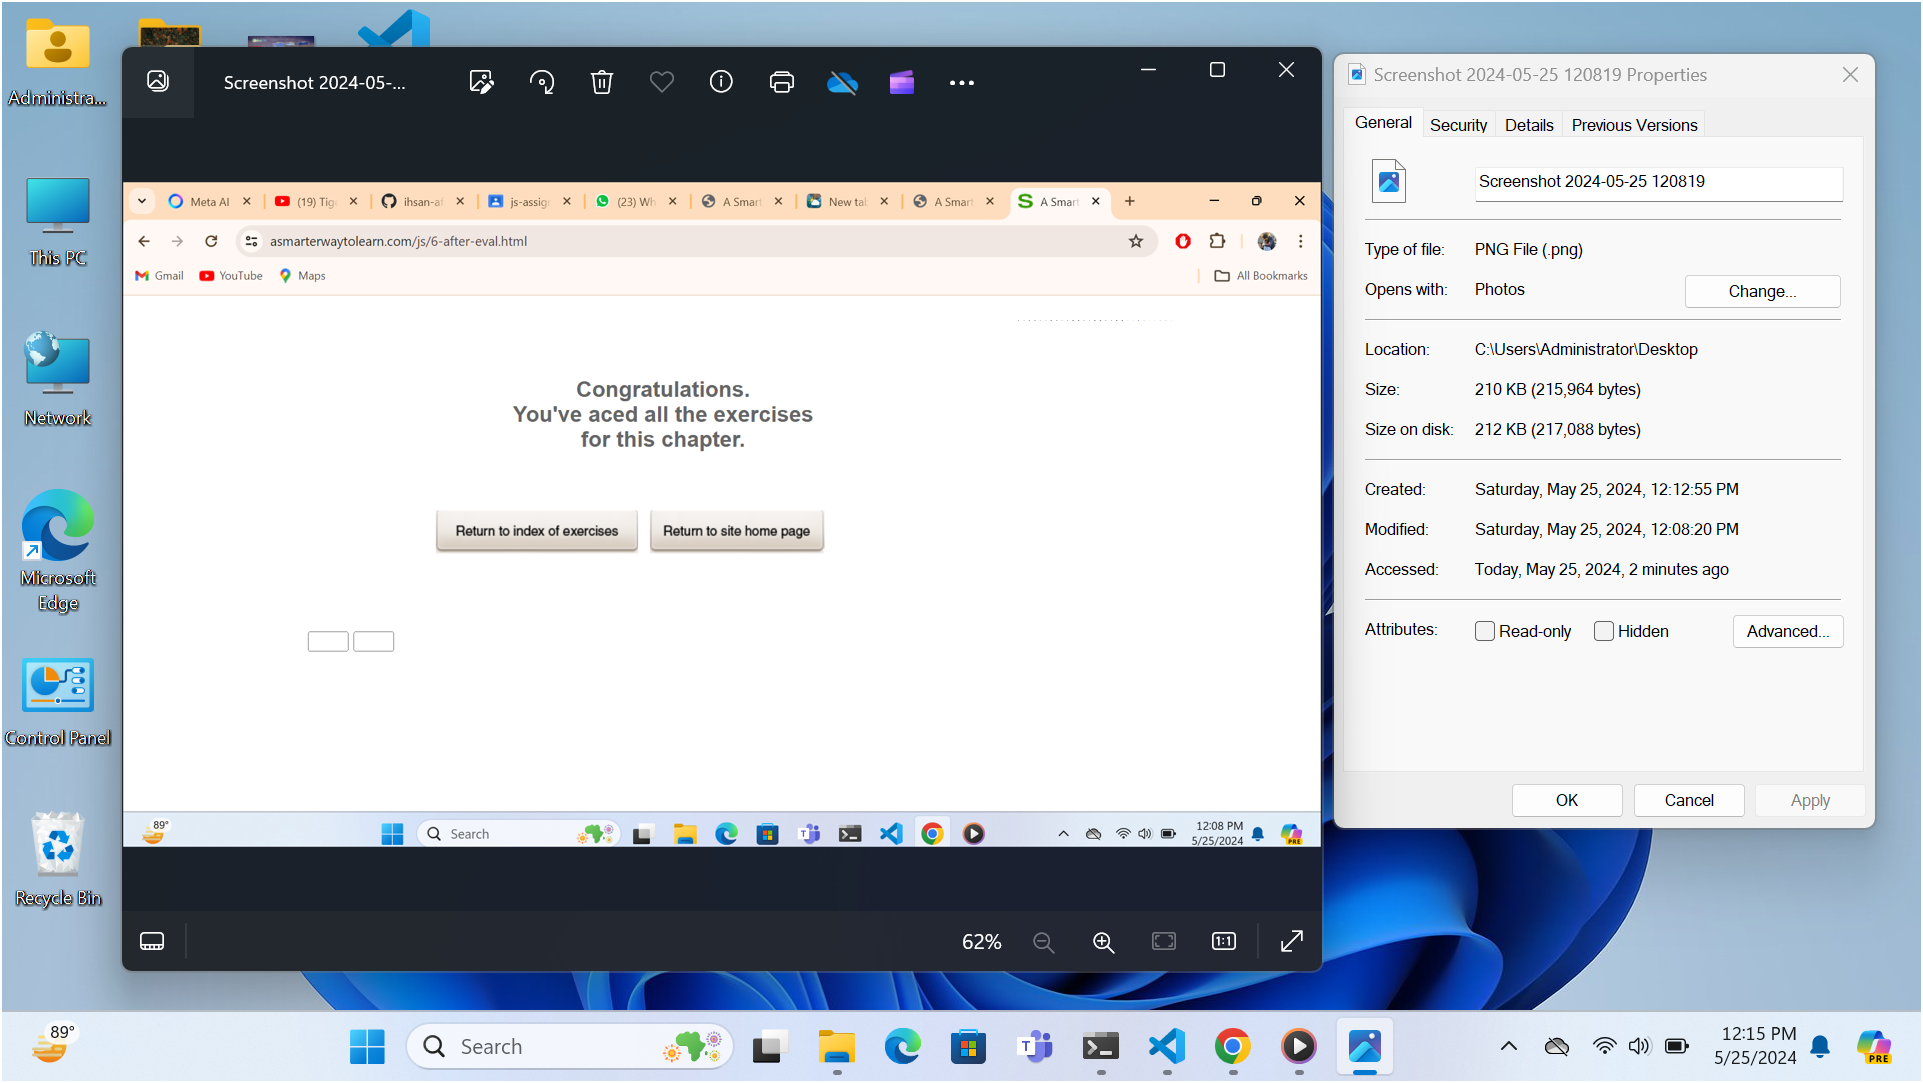 Administra...
This PC
Network
Microsoft
Edge
Control Panel
Recycle Bin
Screenshot 2024-05-...
Meta AI
(19) Tig
ihsan-af
js-assign
(23) Wh
A Smart
New tab
A Smart
A Smart
asmarterwaytolearn.com/js/6-after-eval.html
Gmail
YouTube
Maps
All Bookmarks
Congratulations.
You've aced all the exercises
for this chapter.
Return to index of exercises
Return to site home page
89°
Search
12:08 PM
5/25/2024
PRE
62%
1:1
Screenshot 2024-05-25 120819 Properties
General
Security
Details
Previous Versions
Screenshot 2024-05-25 120819
Type of file: PNG File (.png)
Opens with: Photos
Change...
Location: C:\Users\Administrator\Desktop
Size: 210 KB (215,964 bytes)
Size on disk: 212 KB (217,088 bytes)
Created: Saturday, May 25, 2024, 12:12:55 PM
Modified: Saturday, May 25, 2024, 12:08:20 PM
Accessed: Today, May 25, 2024, 2 minutes ago
Attributes: Read-only Hidden
Advanced...
OK
Cancel
Apply
89°
Search
12:15 PM
5/25/2024
PRE